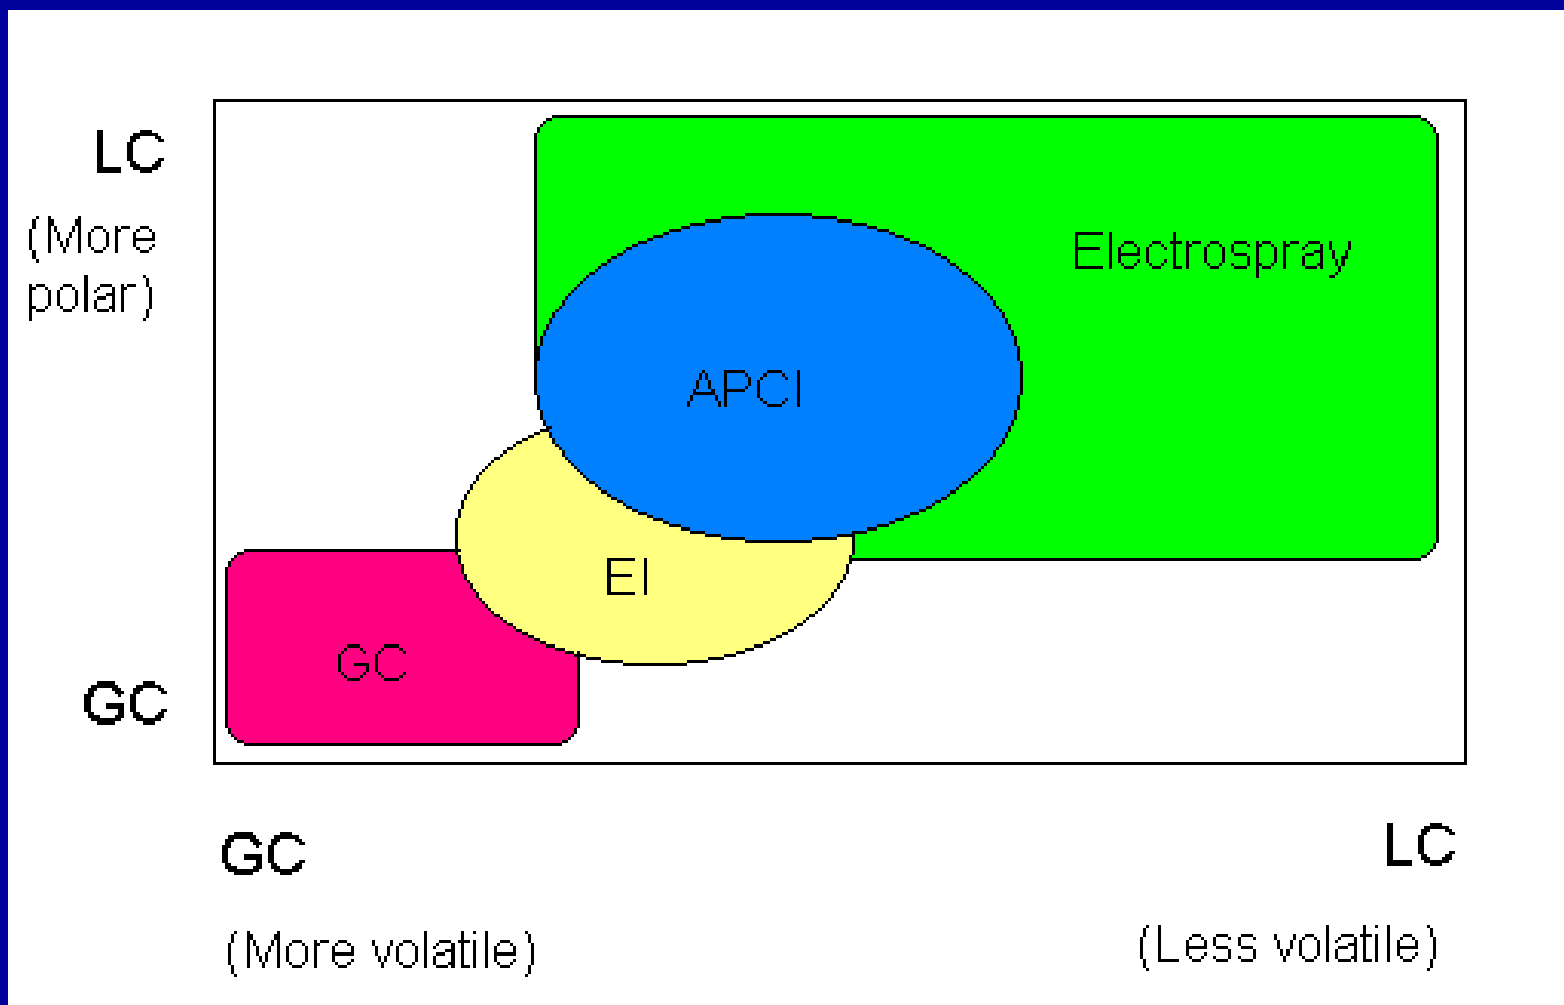 LC
(More
polar)
Electrospray
APCI
EI
GC
GC
GC
LC
(More volatile)
(Less volatile)